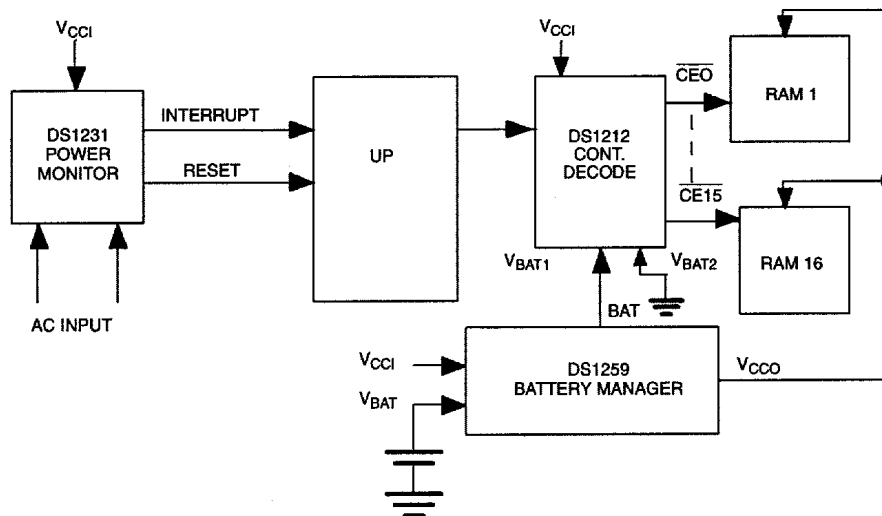 VCCI
DS1231
POWER
MONITOR
INTERRUPT
RESET
AC INPUT
UP
VCCI
DS1212
CONT.
DECODE
CEO
CE15
RAM 1
RAM 16
VBAT1
VBAT2
BAT
VCCI
VBAT
DS1259
BATTERY MANAGER
VCCO